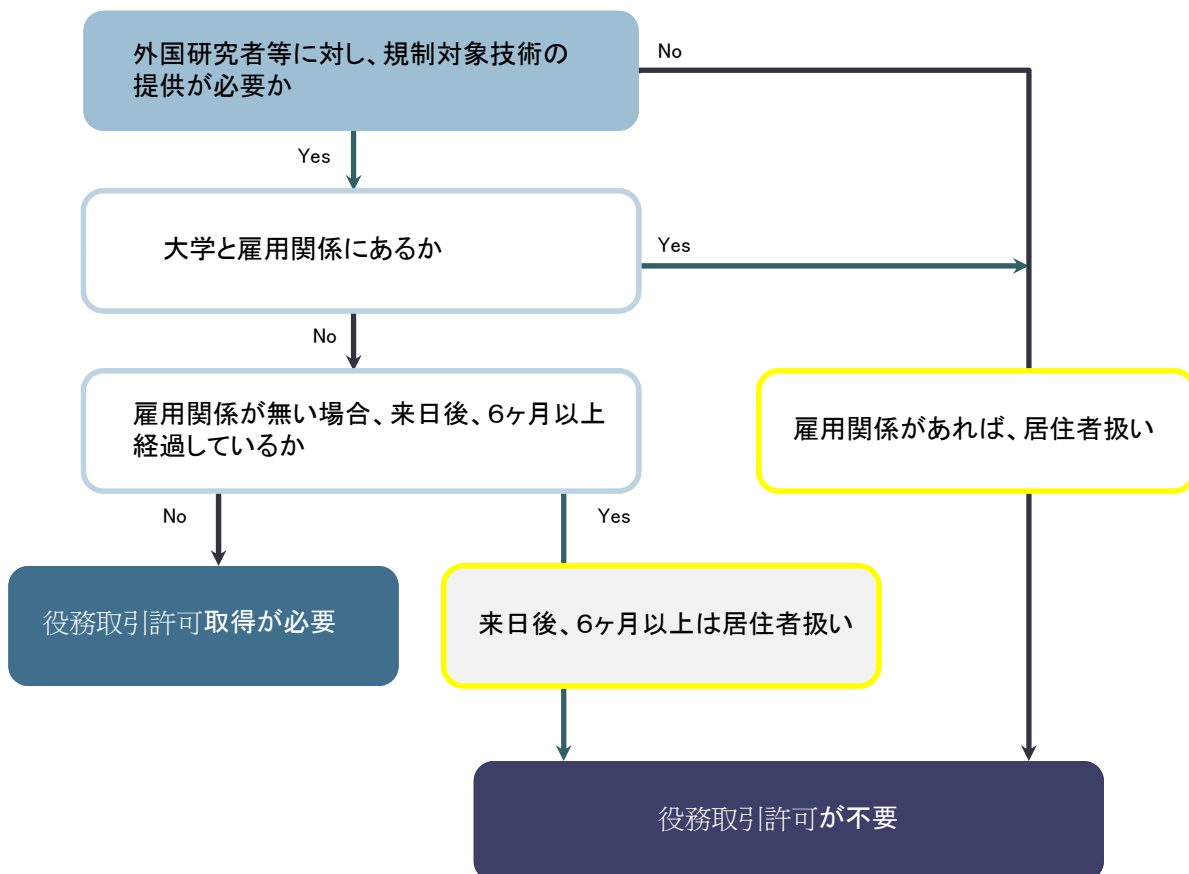 外国研究者等に対し、規制対象技術の
提供が必要か
No
Yes
大学と雇用関係にあるか
Yes
No
雇用関係が無い場合、来日後、6ヶ月以上
経過しているか
雇用関係があれば、居住者扱い
No
Yes
役務取引許可取得が必要
来日後、6ヶ月以上は居住者扱い
役務取引許可が不要